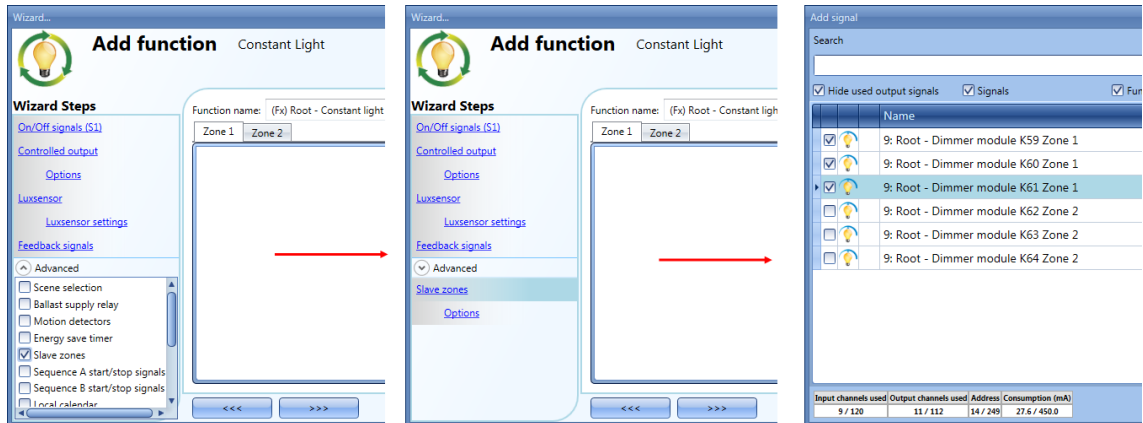 Wizard...
Add function Constant Light
Wizard Steps
On/Off signals (S1)
Controlled output
Options
Luxsensor
Luxsensor settings
Feedback signals
Advanced
Scene selection
Ballast supply relay
Motion detectors
Energy save timer
Slave zones
Sequence A start/stop signals
Sequence B start/stop signals
Local calendar
Function name: (Fx) Root - Constant light
Zone 1 Zone 2
<<< >>>
Wizard...
Add function Constant Light
Wizard Steps
On/Off signals (S1)
Controlled output
Options
Luxsensor
Luxsensor settings
Feedback signals
Advanced
Slave zones
Options
Function name: (Fx) Root - Constant ligh
Zone 1 Zone 2
<<< >>>
Add signal
Search
Hide used output signals Signals Fun
Name
9: Root - Dimmer module K59 Zone 1
9: Root - Dimmer module K60 Zone 1
9: Root - Dimmer module K61 Zone 1
9: Root - Dimmer module K62 Zone 2
9: Root - Dimmer module K63 Zone 2
9: Root - Dimmer module K64 Zone 2
Input channels used Output channels used Address Consumption (mA)
9 / 120 11 / 112 14 / 249 27.6 / 450.0